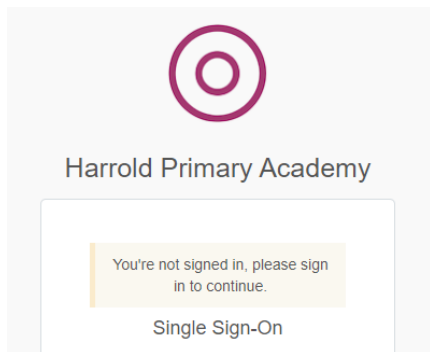 Harrold Primary Academy
You're not signed in, please sign
in to continue.
Single Sign-On